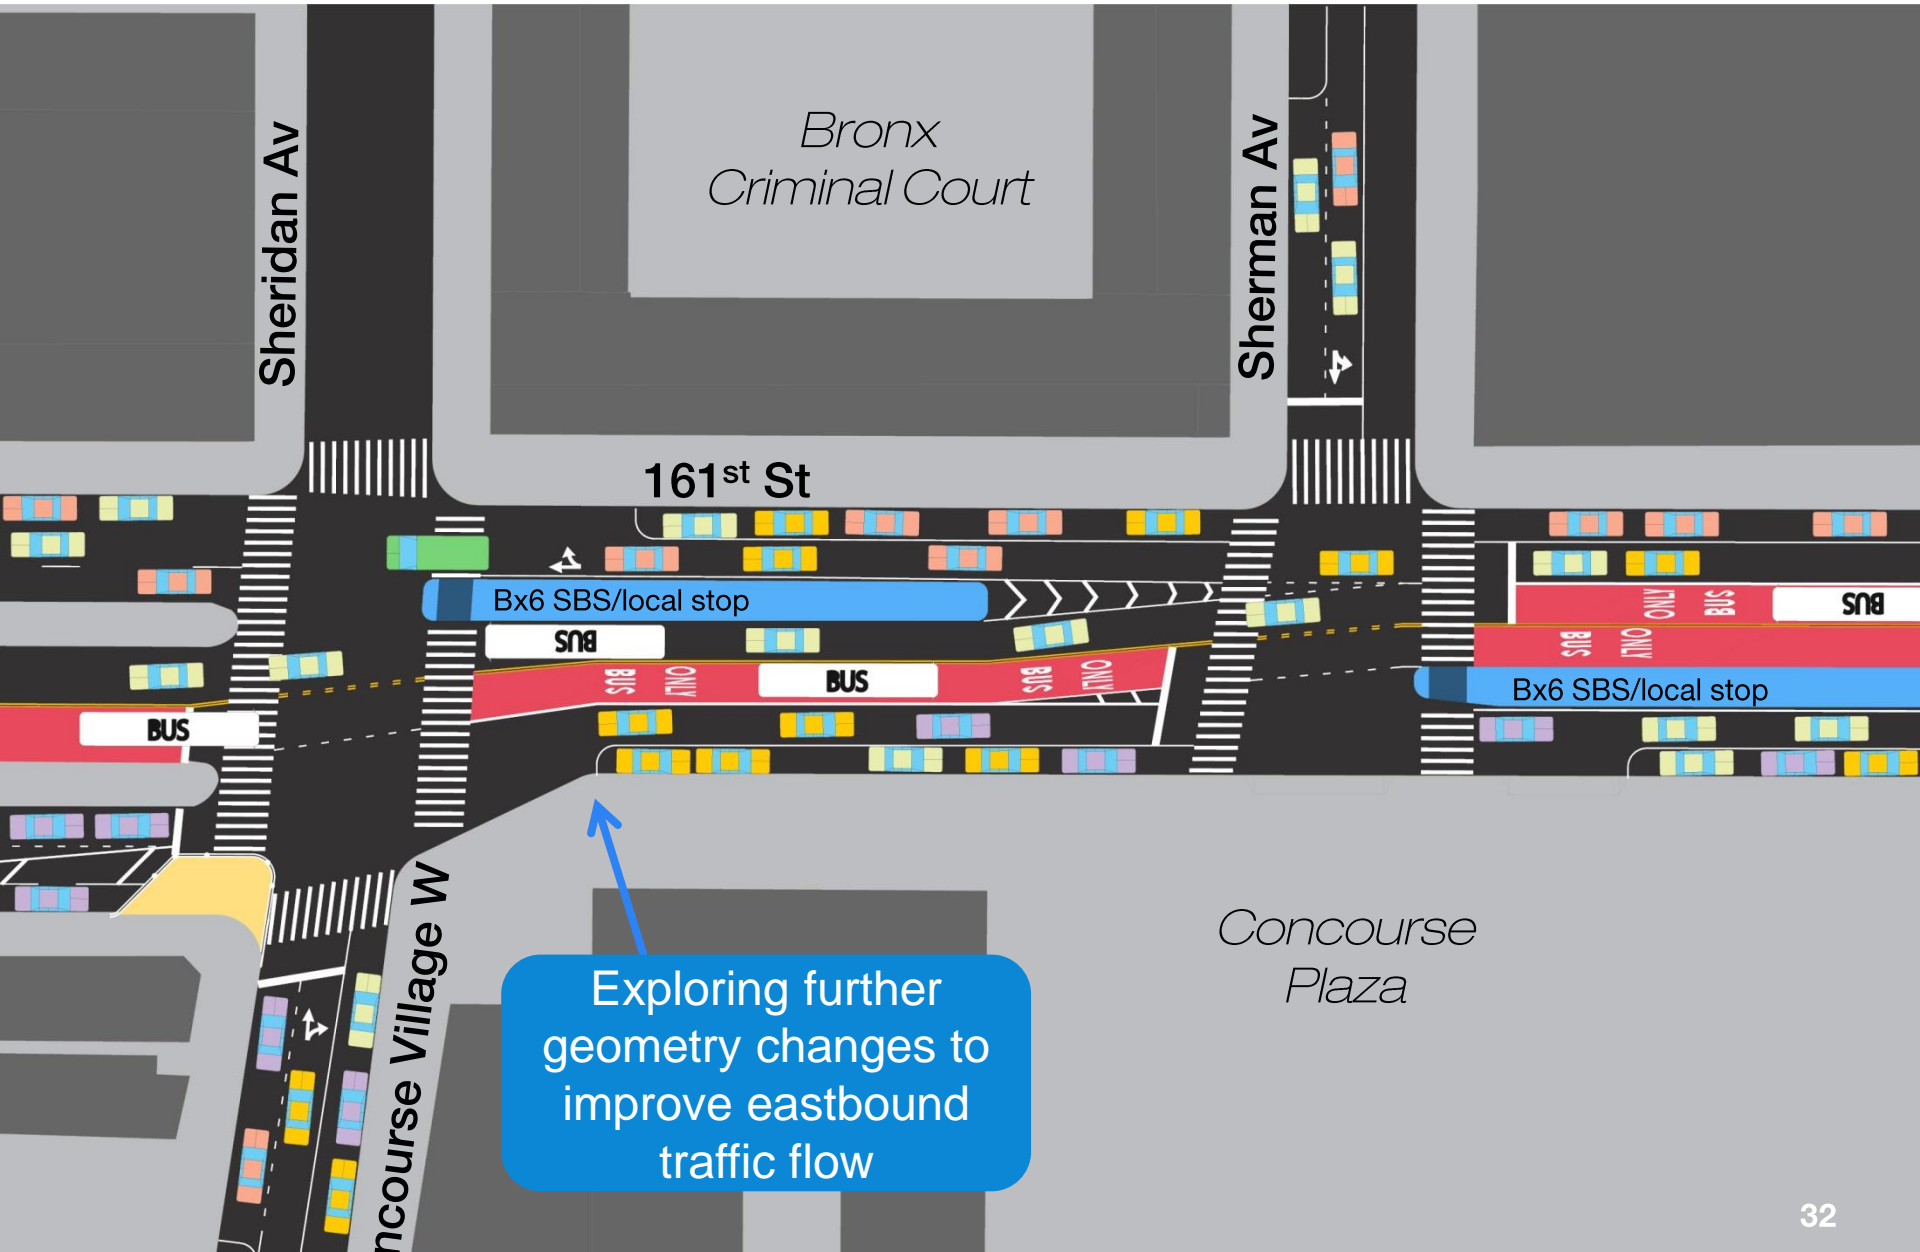 Sheridan Av
Bronx
Criminal Court
Sherman Av
161st St
Bx6 SBS/local stop
BUS
BUS ONLY
BUS
BUS ONLY
BUS
ONLY BUS
BUS
BUS ONLY
Bx6 SBS/local stop
ncourse Village W
Concourse
Plaza
Exploring further
geometry changes to
improve eastbound
traffic flow
32